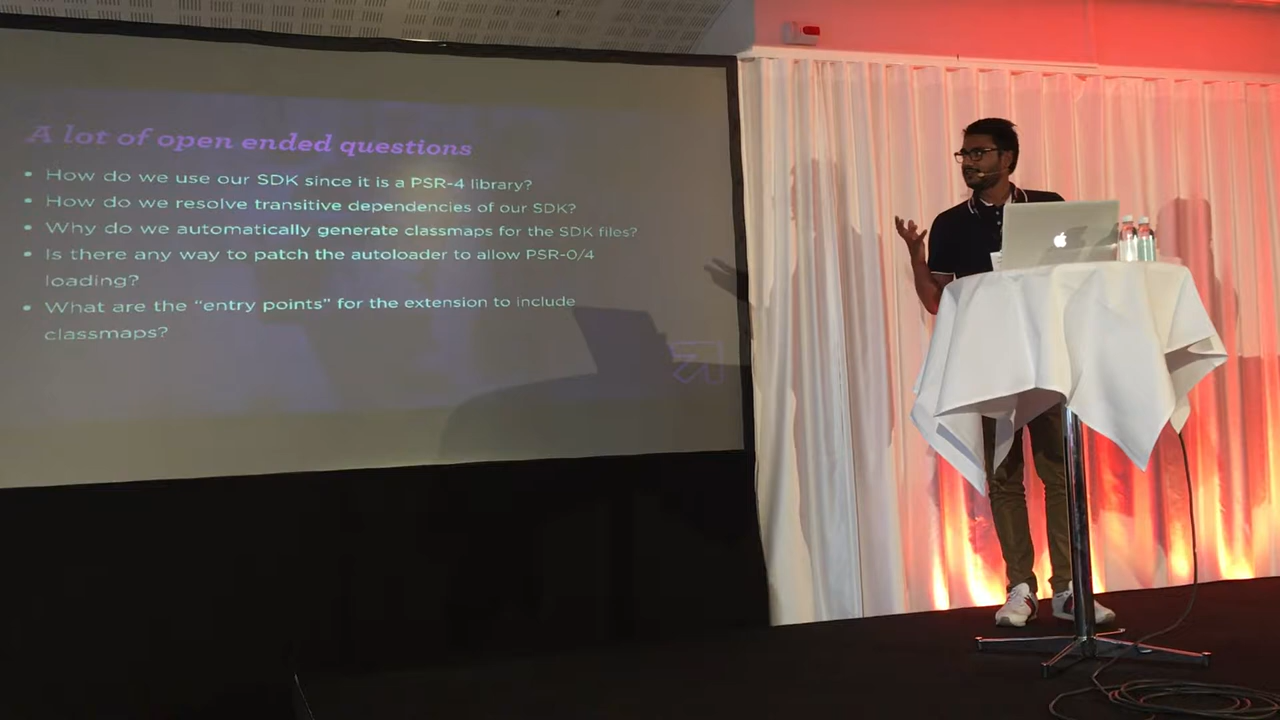 A lot of open ended questions
• How do we use our SDK since it is a PSR-4 library?
• How do we resolve transitive dependencies of our SDK?
• Why do we automatically generate classmaps for the SDK files?
• Is there any way to patch the autoloader to allow PSR-0/4
loading?
• What are the “entry points” for the extension to include
classmaps?